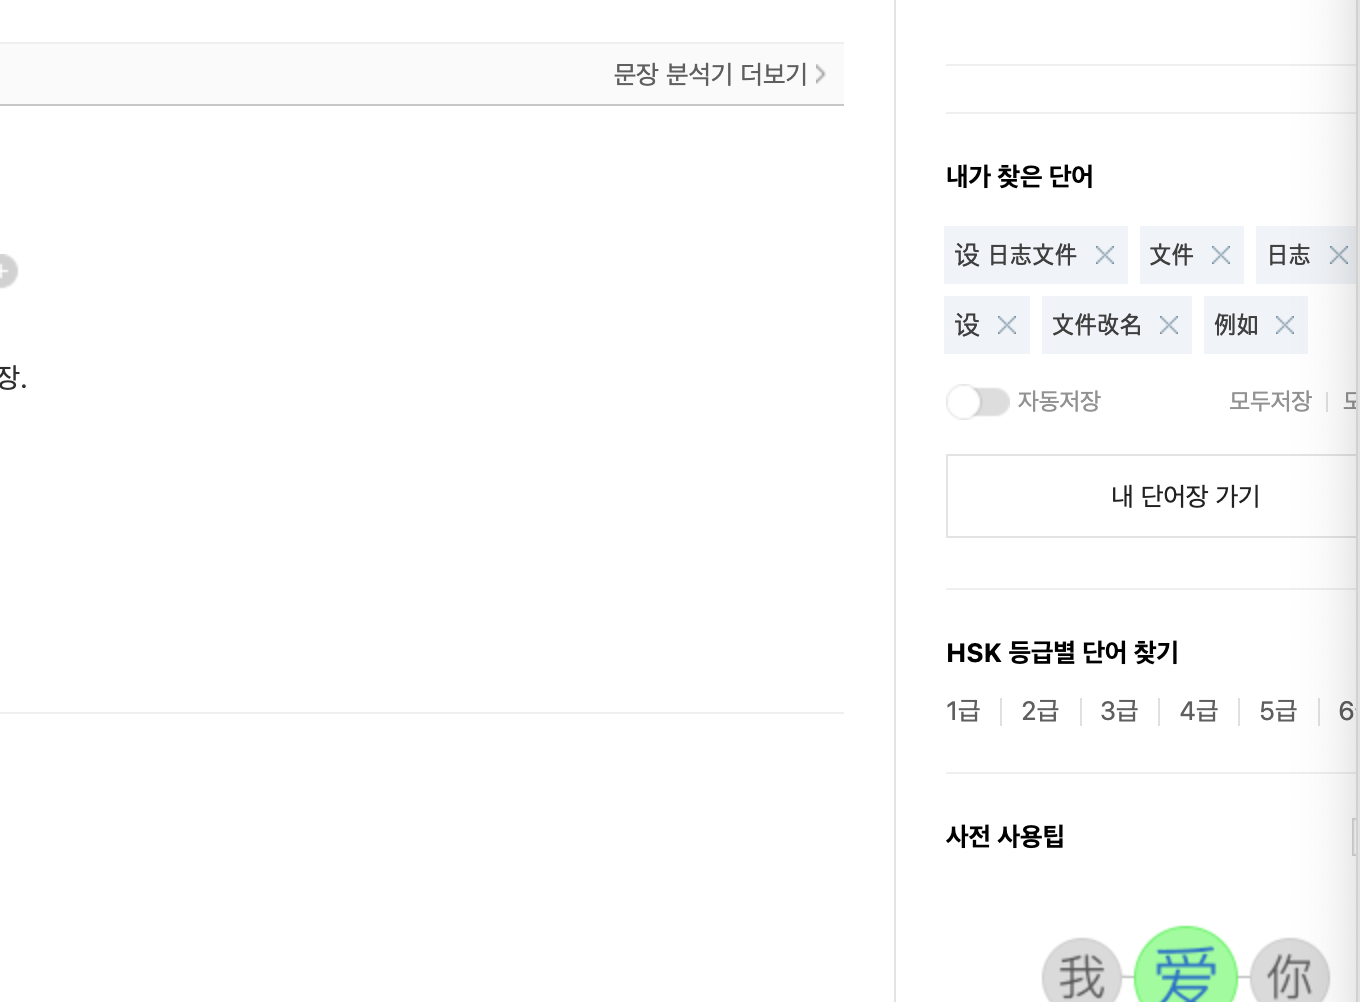 문장 분석기 더보기
장.
내가 찾은 단어
设 日志文件
文件
日志
设
文件改名
例如
자동저장
모두저장
내 단어장 가기
HSK 등급별 단어 찾기
1급
2급
3급
4급
5급
6
사전 사용팁
我 爱 你